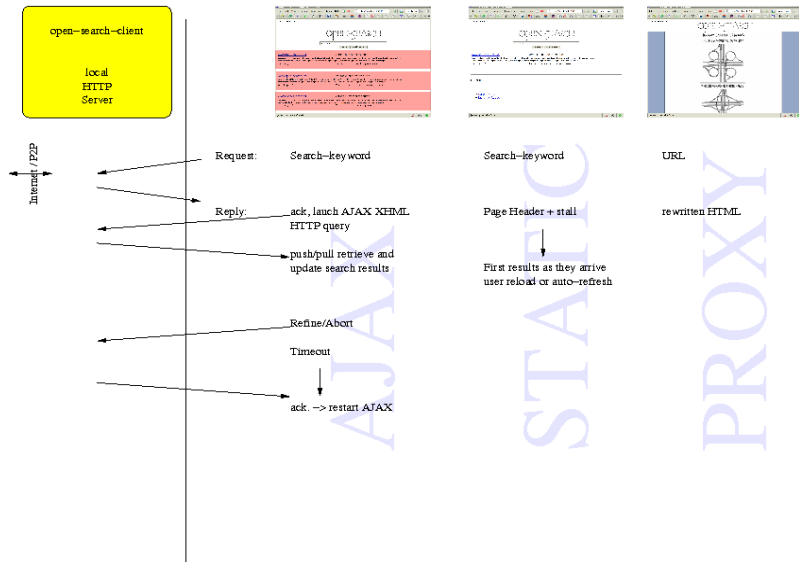 open-search-client
local
HTTP
Server
Internet / P2P
Request:
Search-keyword
Search-keyword
URL
Reply:
ack, lauch AJAX XHML
HTTP query
Page Header + stall
rewritten HTML
push/pull retrieve and
update search results
First results as they arrive
user reload or auto-refresh
Refine/Abort
Timeout
ack. -> restart AJAX
AJAX
STATIC
PROXY